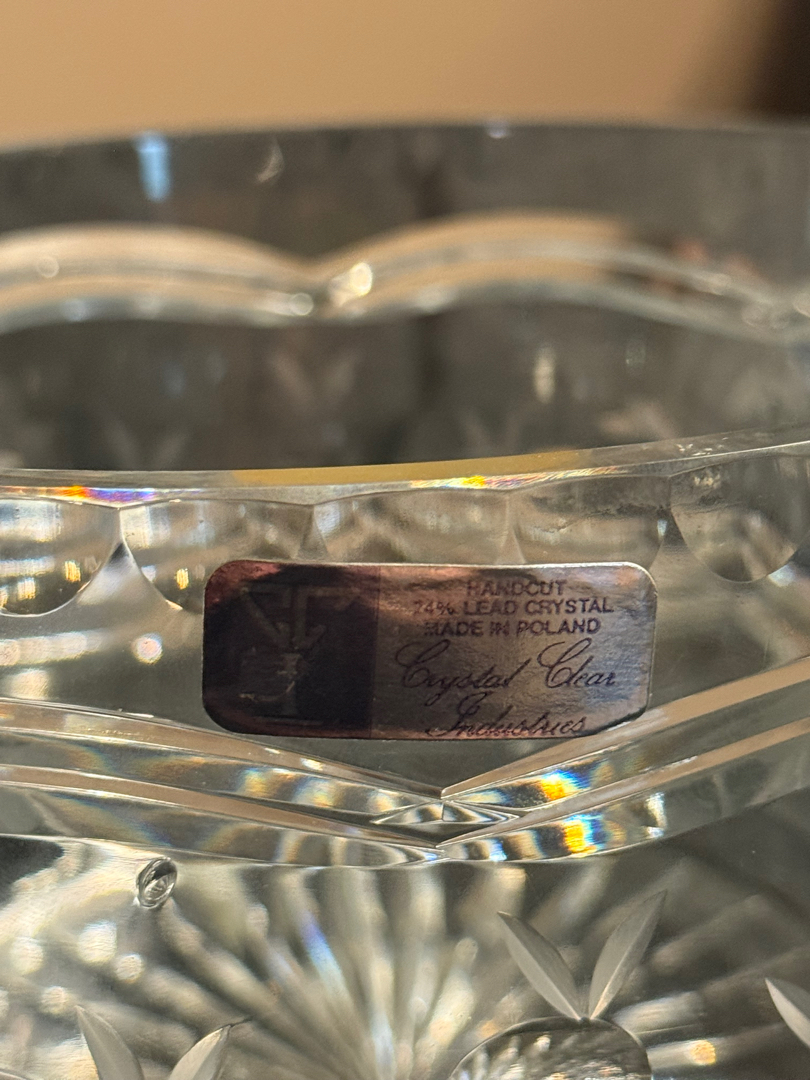 HANDCUT
24% LEAD CRYSTAL
MADE IN POLAND
Crystal Clear
Industries